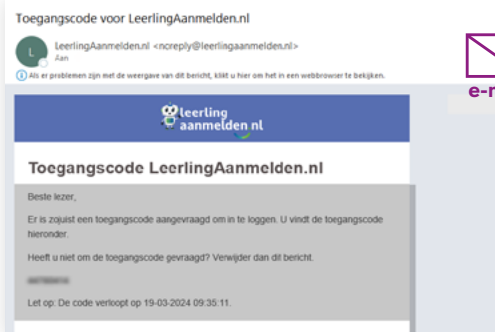 Toegangscode voor LeerlingAanmelden.nl
L
LeerlingAanmelden.nl <noreply@leerlingaanmelden.nl>
Aan
Als er problemen zijn met de weergave van dit bericht, klikt u hier om het in een webbrowser te bekijken.
e-
leerling
aanmelden nl
Toegangscode LeerlingAanmelden.nl
Beste lezer,
Er is zojuist een toegangscode aangevraagd om in te loggen. U vindt de toegangscode
hieronder.
Heeft u niet om de toegangscode gevraagd? Verwijder dan dit bericht.
Let op: De code verloopt op 19-03-2024 09:35:11.